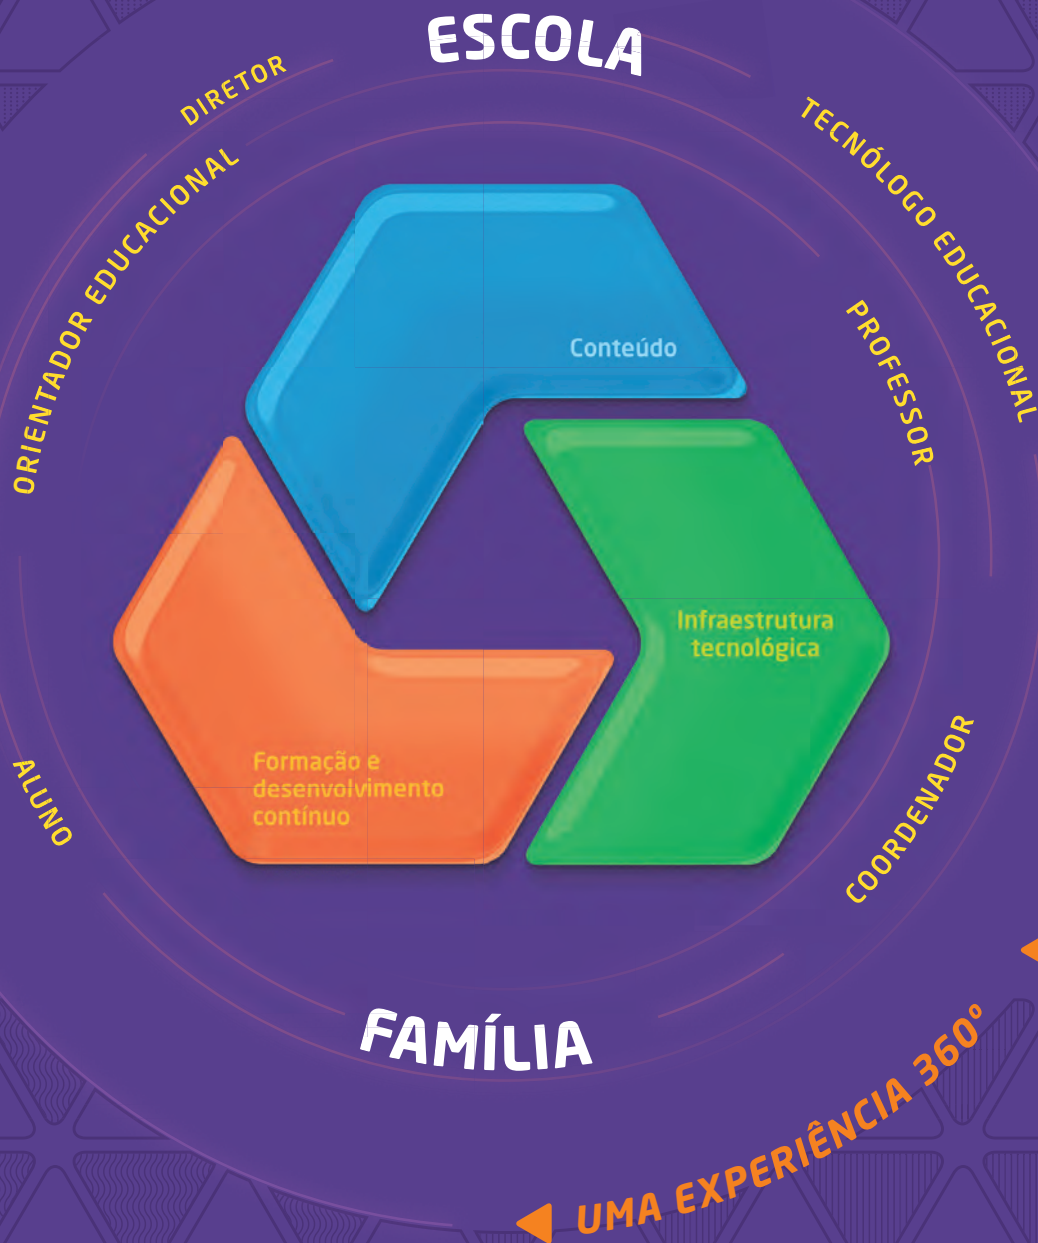 ESCOLA
DIRETOR
TECNÓLOGO EDUCACIONAL
ORIENTADOR EDUCACIONAL
PROFESSOR
Conteúdo
Infraestrutura
tecnológica
Formação e
desenvolvimento
contínuo
ALUNO
COORDENADOR
FAMÍLIA
UMA EXPERIÊNCIA 360º